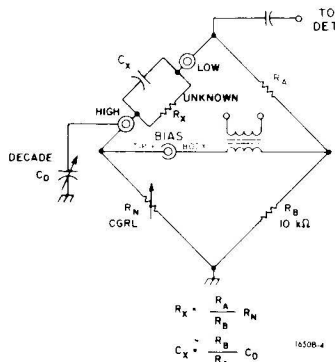 TO
DET
CX
LOW
RA
UNKNOWN
HIGH
RX
BIAS
DECADE
CD
RN
CGRL
RB
10 kΩ
RX = RA/RB RN
CX = RB/ CD
1650B-4